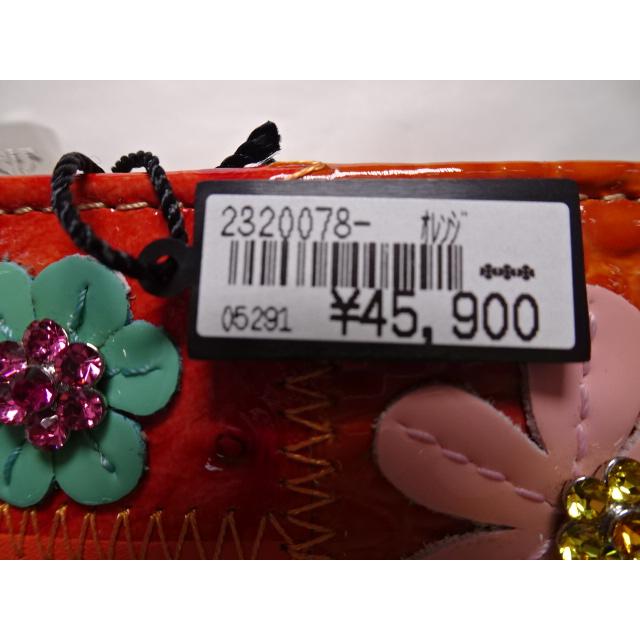 2320078- ｵﾚﾝｼﾞ
05291 ¥45,900